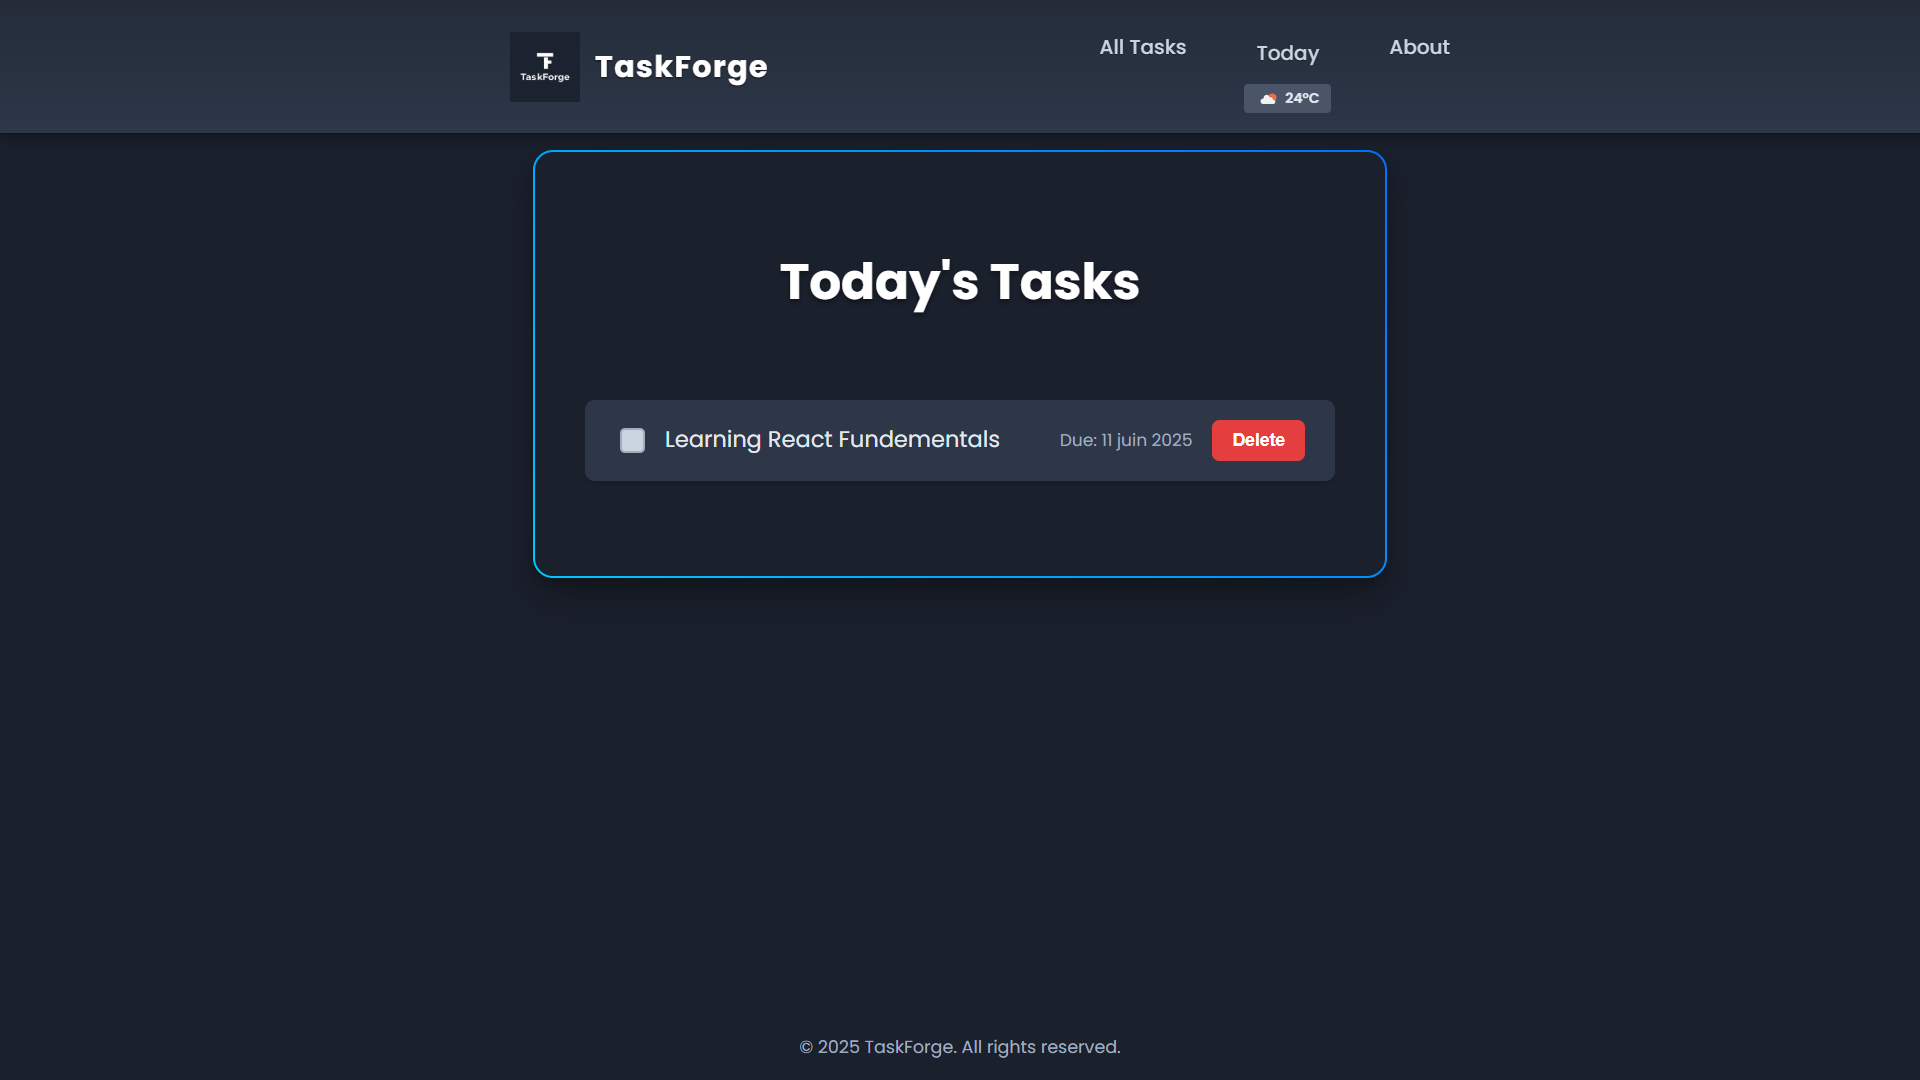 TF
TaskForge
TaskForge
All Tasks
Today
About
24°C
Today's Tasks
Learning React Fundementals
Due: 11 juin 2025
Delete
© 2025 TaskForge. All rights reserved.